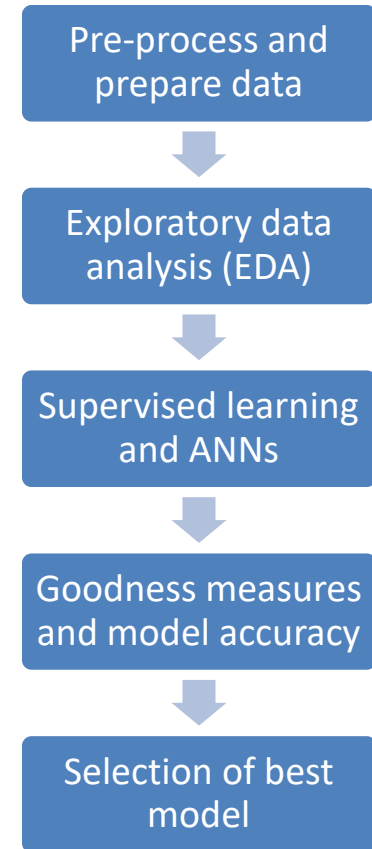 Pre-process and
prepare data
Exploratory data
analysis (EDA)
Supervised learning
and ANNs
Goodness measures
and model accuracy
Selection of best
model